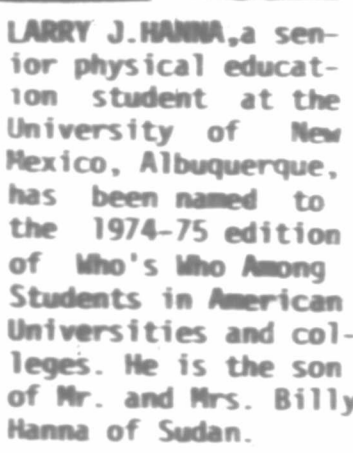 LARRY J.HANNA,a sen-
ior physical educat-
ion student at the
University of New
Mexico, Albuquerque,
has been named to
the 1974-75 edition
of Who's Who Among
Students in American
Universities and col-
leges. He is the son
of Mr. and Mrs. Billy
Hanna of Sudan.